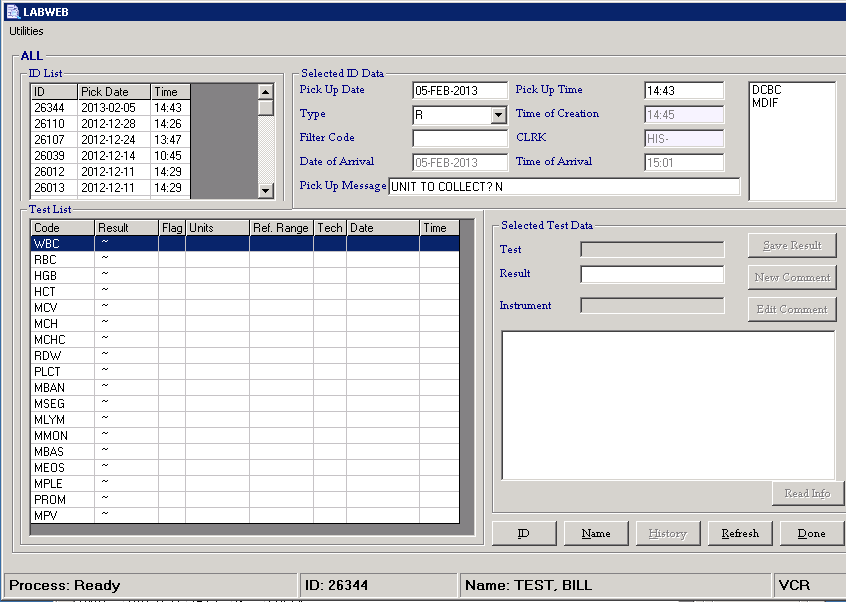 LABWEB
Utilities
ALL
ID List
ID Pick Date Time
26344 2013-02-05 14:43
26110 2012-12-28 14:26
26107 2012-12-24 13:47
26039 2012-12-14 10:45
26012 2012-12-11 14:29
26013 2012-12-11 14:29
Selected ID Data
Pick Up Date 05-FEB-2013 Pick Up Time 14:43
Type R Time of Creation 14:45
Filter Code CLRK HIS-
Date of Arrival 05-FEB-2013 Time of Arrival 15:01
Pick Up Message UNIT TO COLLECT? N
DCBC
MDIF
Test List
Code Result Flag Units Ref. Range Tech Date Time
WBC ~
RBC ~
HGB ~
HCT ~
MCV ~
MCH ~
MCHC ~
RDW ~
PLCT ~
MBAN ~
MSEG ~
MLYM ~
MMON ~
MBAS ~
MEOS ~
MPLE ~
PROM ~
MPV ~
Selected Test Data
Test
Result
Instrument
Save Result
New Comment
Edit Comment
Read Info
ID Name History Refresh Done
Process: Ready ID: 26344 Name: TEST, BILL VCR